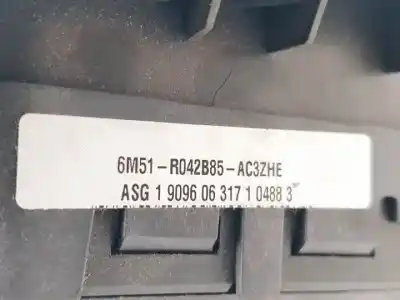 6M51-R042B85-AC3ZHE
ASG 1 9096 06 317 1 0488 3